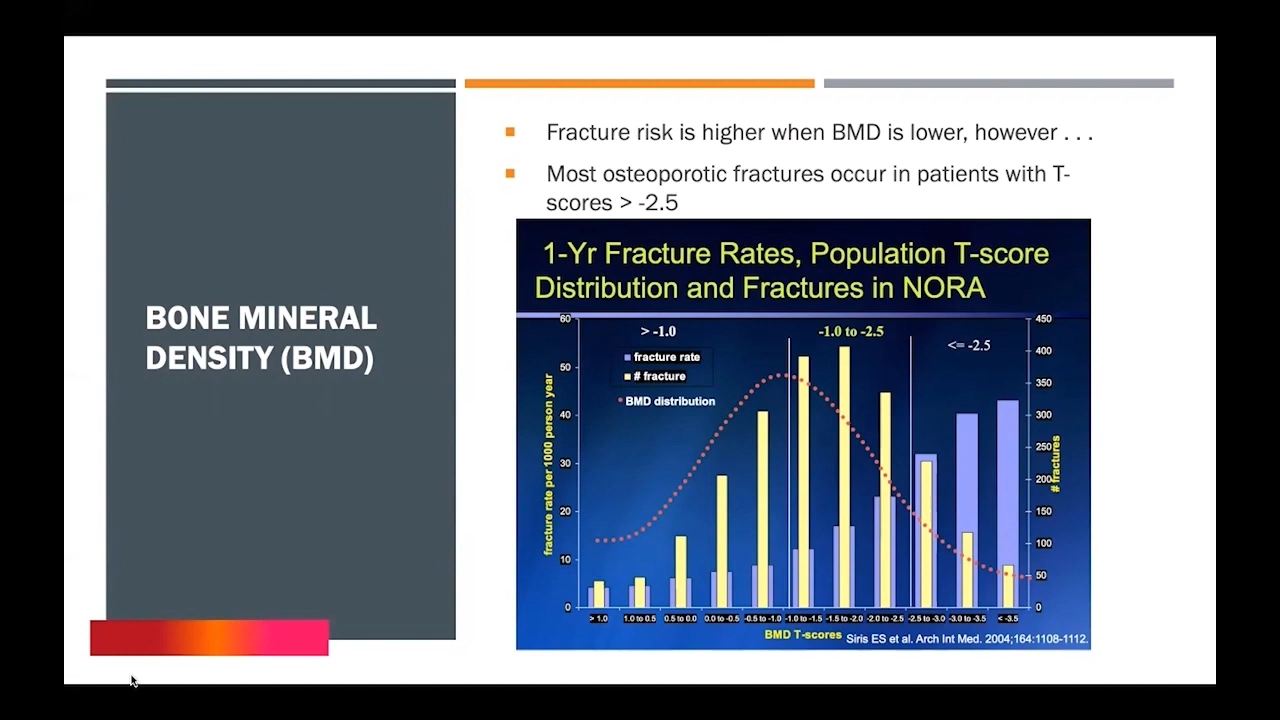 BONE MINERAL
DENSITY (BMD)
Fracture risk is higher when BMD is lower, however . . .
Most osteoporotic fractures occur in patients with T-
scores > -2.5
1-Yr Fracture Rates, Population T-score
Distribution and Fractures in NORA
> -1.0
-1.0 to -2.5
<= -2.5
fracture rate
# fracture
BMD distribution
fracture rate per 1000 person year
60
50
40
30
20
10
0
450
400
350
300
250
200
150
100
50
0
# fractures
> 1.0
1.0 to 0.5
0.5 to 0.0
0.0 to -0.5
-0.5 to -1.0
-1.0 to -1.5
-1.5 to -2.0
-2.0 to -2.5
-2.5 to -3.0
-3.0 to -3.5
< -3.5
BMD T-scores
Siris ES et al. Arch Int Med. 2004;164:1108-1112.